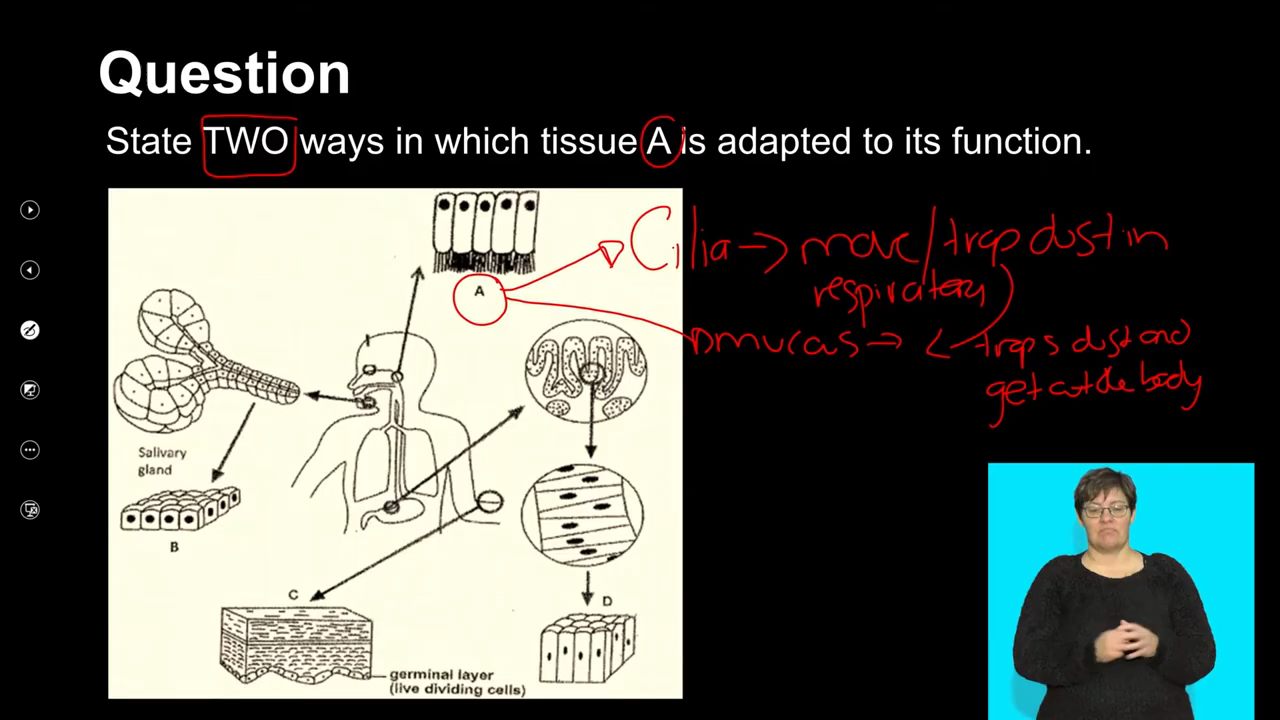 Question
State TWO ways in which tissue A is adapted to its function.
A
Cilia → move/trap dust in
respiratory
mucus → traps dust and
get out the body
Salivary
gland
B
C
D
germinal layer
(live dividing cells)